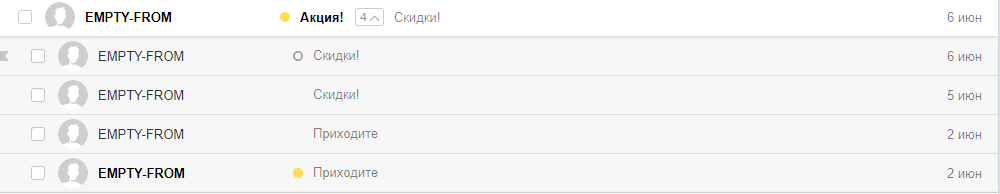 EMPTY-FROM Акция! 4 Скидки! 6 июн
EMPTY-FROM Скидки! 6 июн
EMPTY-FROM Скидки! 5 июн
EMPTY-FROM Приходите 2 июн
EMPTY-FROM Приходите 2 июн